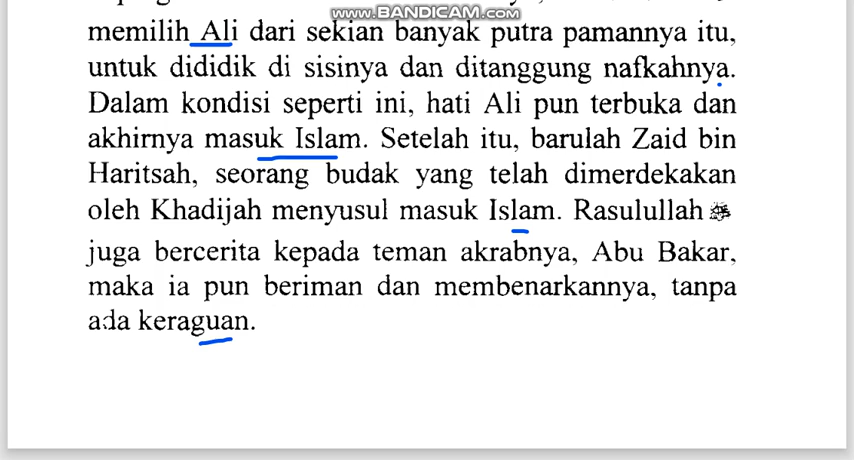 www.BANDICAM.com
memilih Ali dari sekian banyak putra pamannya itu,
untuk dididik di sisinya dan ditanggung nafkahnya.
Dalam kondisi seperti ini, hati Ali pun terbuka dan
akhirnya masuk Islam. Setelah itu, barulah Zaid bin
Haritsah, seorang budak yang telah dimerdekakan
oleh Khadijah menyusul masuk Islam. Rasulullah ﷺ
juga bercerita kepada teman akrabnya, Abu Bakar,
maka ia pun beriman dan membenarkannya, tanpa
ada keraguan.